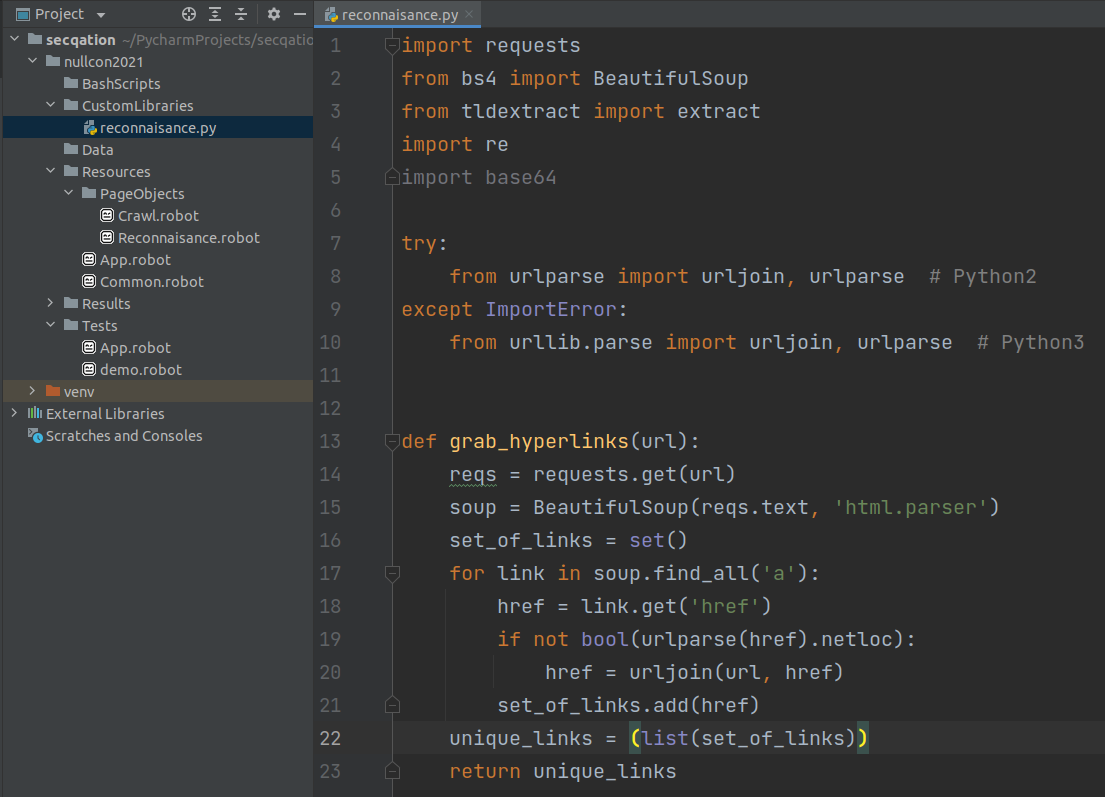 Project
secqation ~/PycharmProjects/secqatio
nullcon2021
BashScripts
CustomLibraries
reconnaisance.py
Data
Resources
PageObjects
Crawl.robot
Reconnaisance.robot
App.robot
Common.robot
Results
Tests
App.robot
demo.robot
venv
External Libraries
Scratches and Consoles
reconnaisance.py
1 import requests
2 from bs4 import BeautifulSoup
3 from tldextract import extract
4 import re
5 import base64
6
7 try:
8     from urlparse import urljoin, urlparse  # Python2
9 except ImportError:
10     from urllib.parse import urljoin, urlparse  # Python3
11
12
13 def grab_hyperlinks(url):
14     reqs = requests.get(url)
15     soup = BeautifulSoup(reqs.text, 'html.parser')
16     set_of_links = set()
17     for link in soup.find_all('a'):
18         href = link.get('href')
19         if not bool(urlparse(href).netloc):
20             href = urljoin(url, href)
21         set_of_links.add(href)
22     unique_links = (list(set_of_links))
23     return unique_links